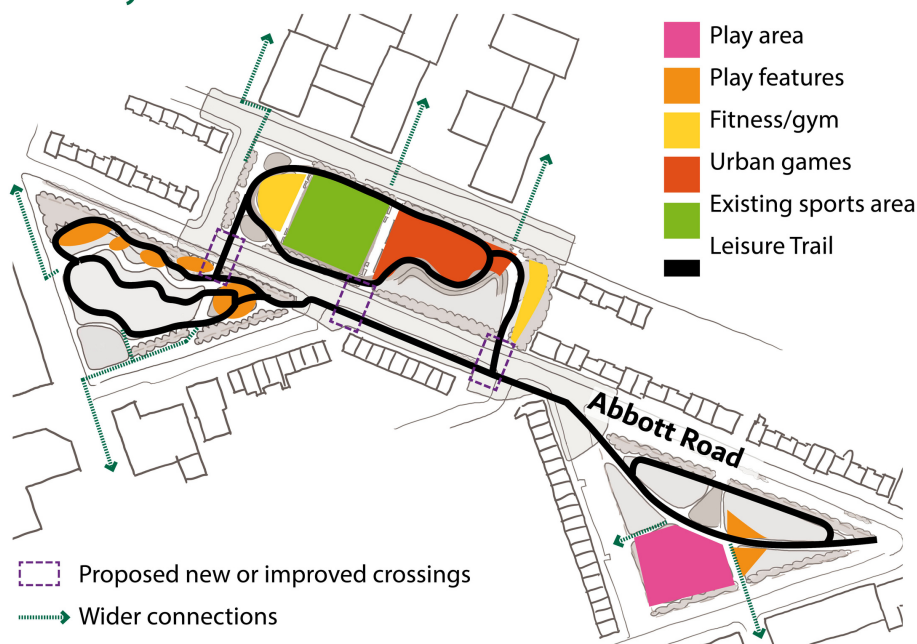 Play area
Play features
Fitness/gym
Urban games
Existing sports area
Leisure Trail
Abbott Road
Proposed new or improved crossings
Wider connections